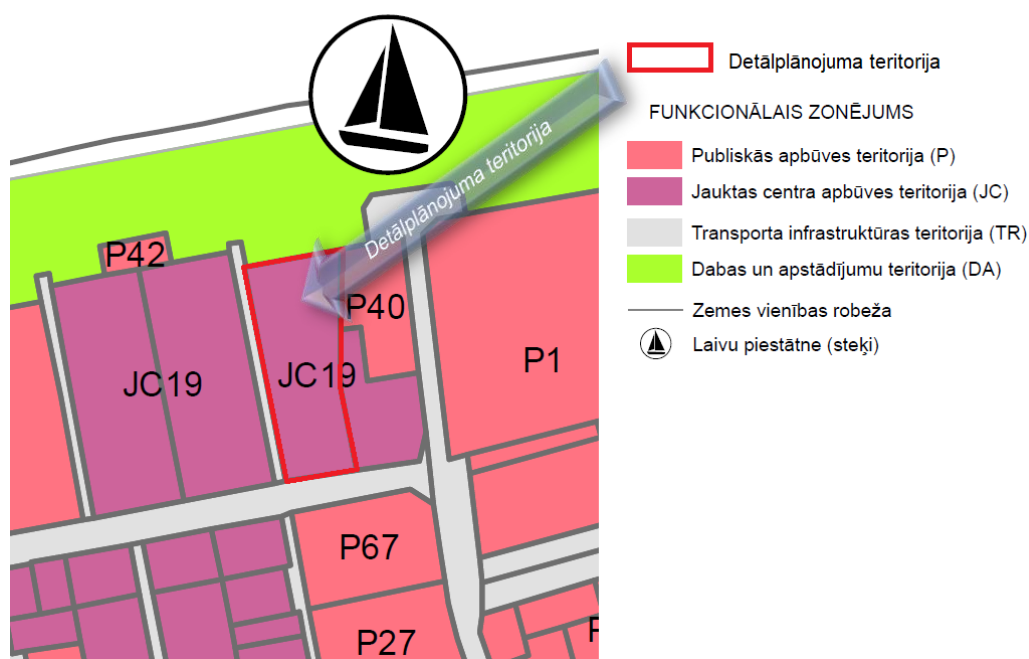 Detālplānojuma teritorija
P42
P40
JC19
JC19
P1
P67
P27
Detālplānojuma teritorija
FUNKCIONĀLAIS ZONĒJUMS
Publiskās apbūves teritorija (P)
Jauktas centra apbūves teritorija (JC)
Transporta infrastruktūras teritorija (TR)
Dabas un apstādījumu teritorija (DA)
Zemes vienības robeža
Laivu piestātne (steķi)